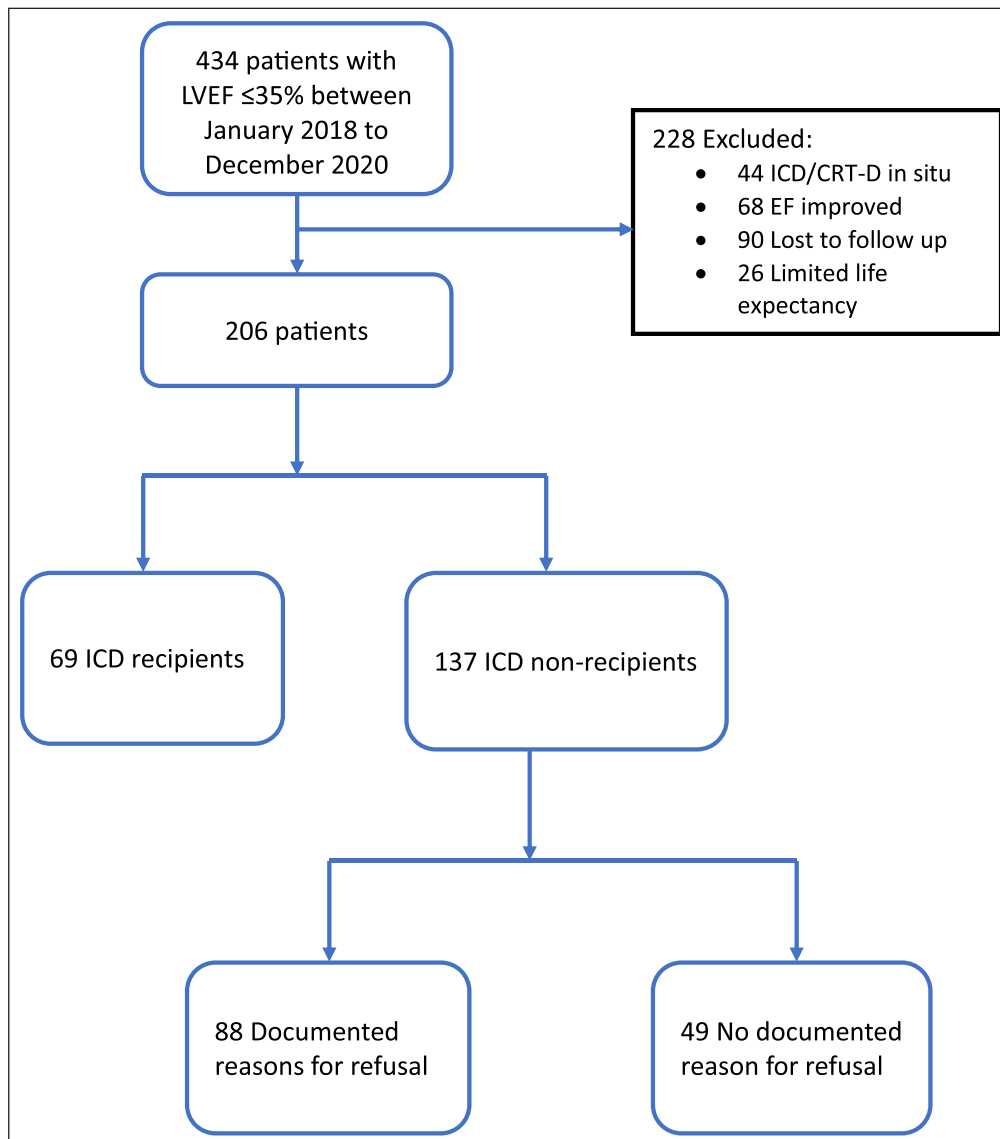 434 patients with
LVEF ≤35% between
January 2018 to
December 2020
228 Excluded:
• 44 ICD/CRT-D in situ
• 68 EF improved
• 90 Lost to follow up
• 26 Limited life
expectancy
206 patients
69 ICD recipients
137 ICD non-recipients
88 Documented
reasons for refusal
49 No documented
reason for refusal